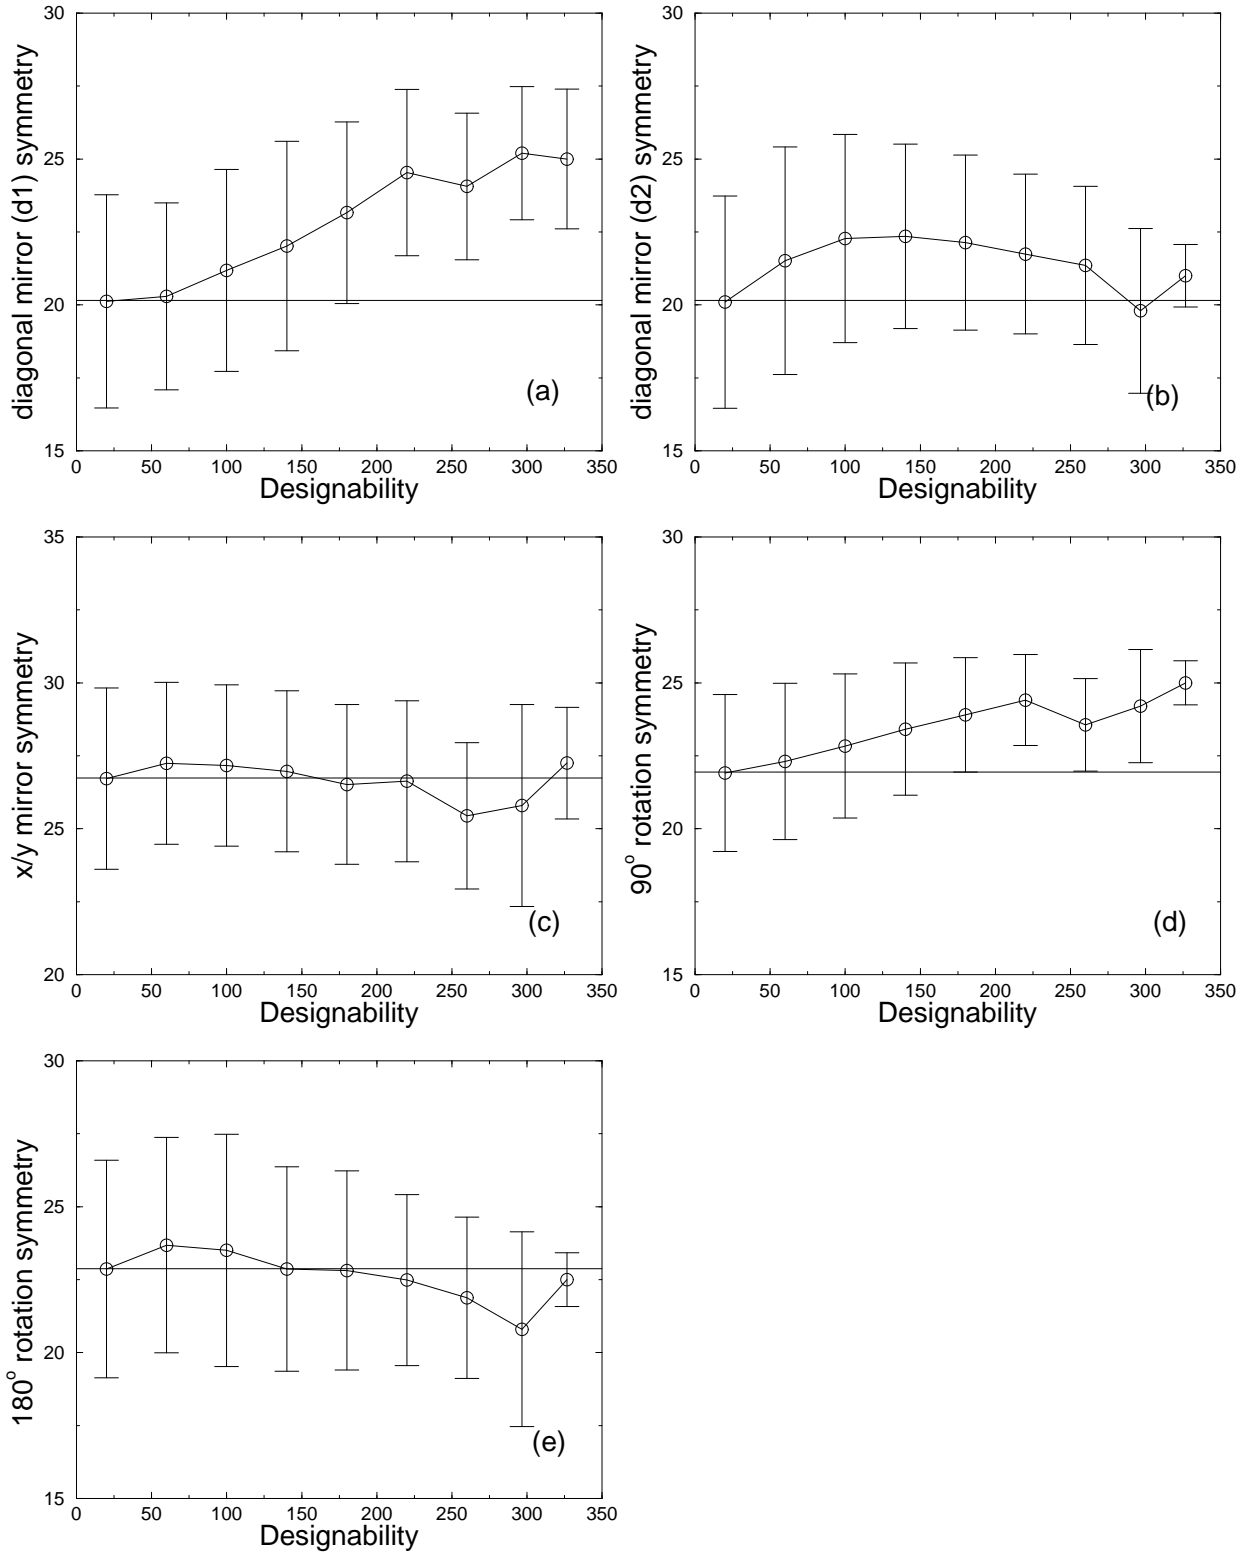 diagonal mirror (d1) symmetry
30
25
20
15
0 50 100 150 200 250 300 350
Designability
(a)
diagonal mirror (d2) symmetry
30
25
20
15
0 50 100 150 200 250 300 350
Designability
(b)
x/y mirror symmetry
35
30
25
20
0 50 100 150 200 250 300 350
Designability
(c)
90° rotation symmetry
30
25
20
15
0 50 100 150 200 250 300 350
Designability
(d)
180° rotation symmetry
30
25
20
15
0 50 100 150 200 250 300 350
Designability
(e)